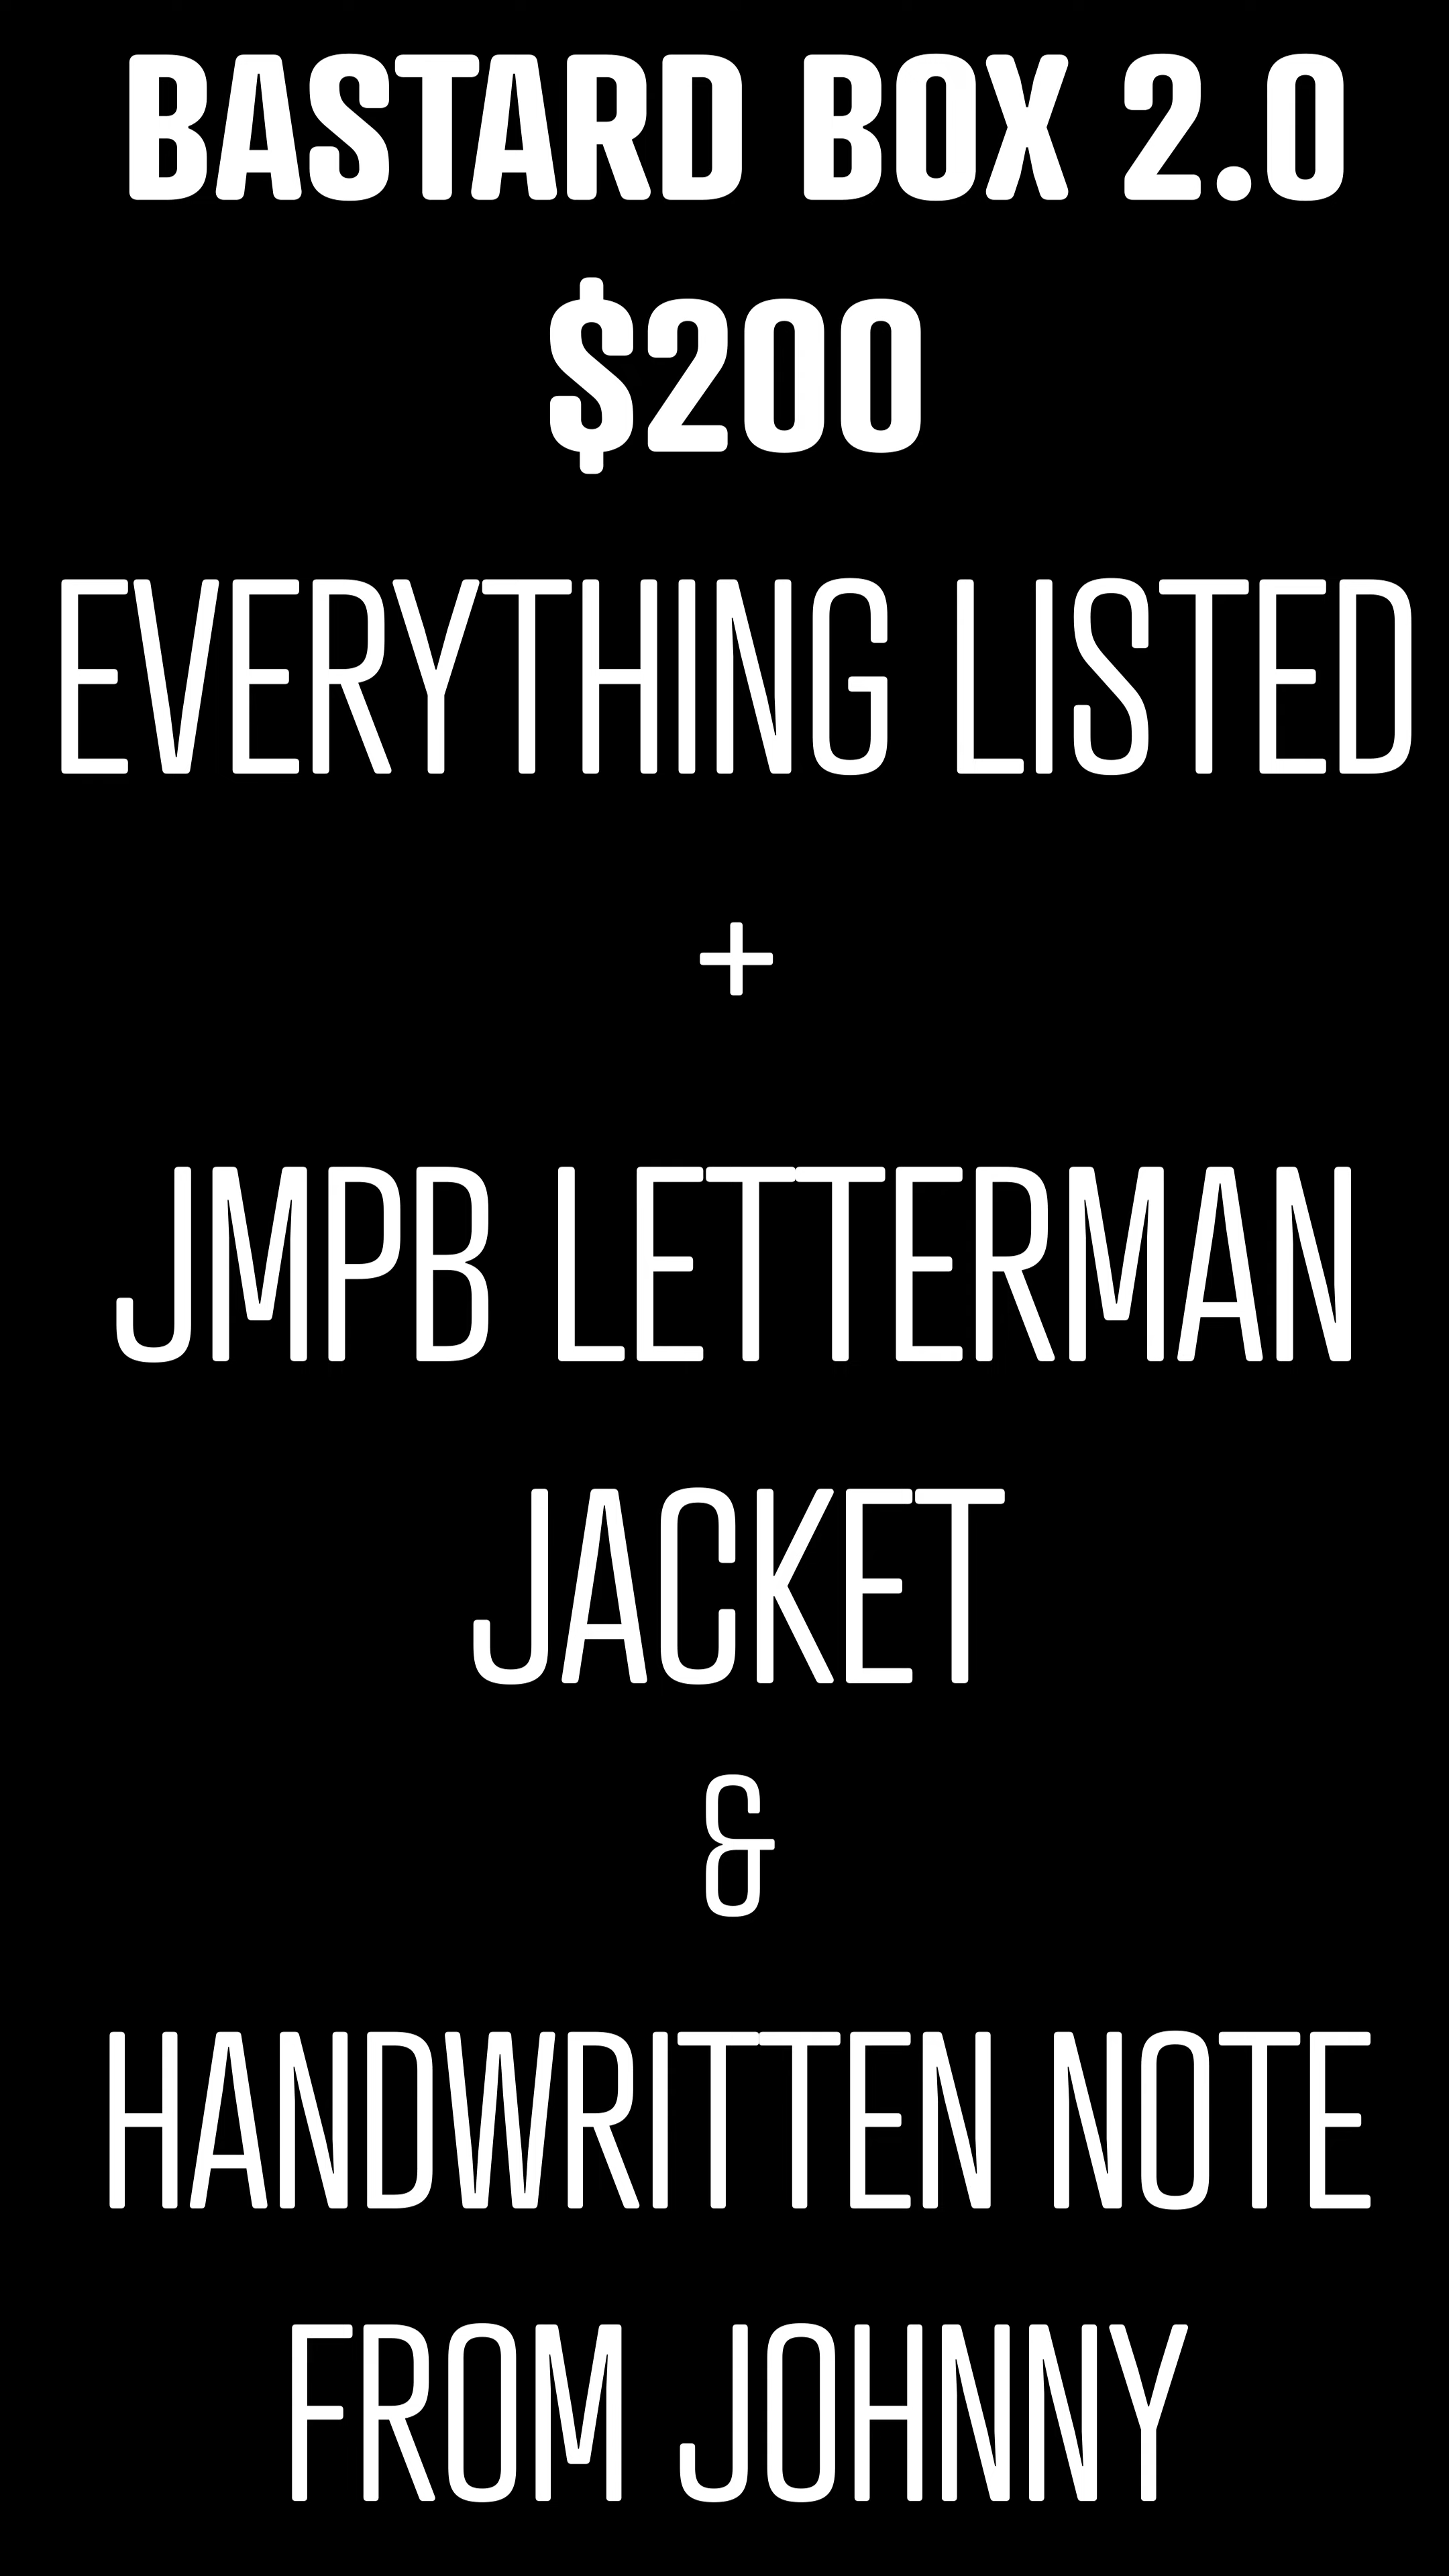 BASTARD BOX 2.0
$200
EVERYTHING LISTED
+
JMPB LETTERMAN
JACKET
&
HANDWRITTEN NOTE
FROM JOHNNY